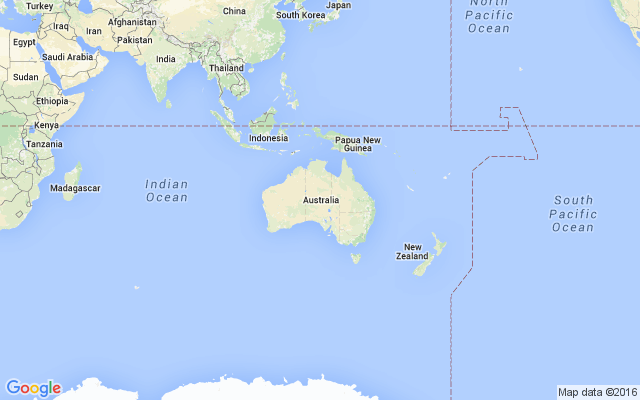 Turkey
Iraq
Afghanistan
Iran
Pakistan
China
South Korea
Japan
North
Pacific
Ocean
Egypt
Saudi Arabia
India
Sudan
Thailand
Ethiopia
Kenya
Tanzania
Indonesia
Papua New
Guinea
Madagascar
Indian
Ocean
Australia
South
Pacific
Ocean
New
Zealand
Google
Map data ©2016